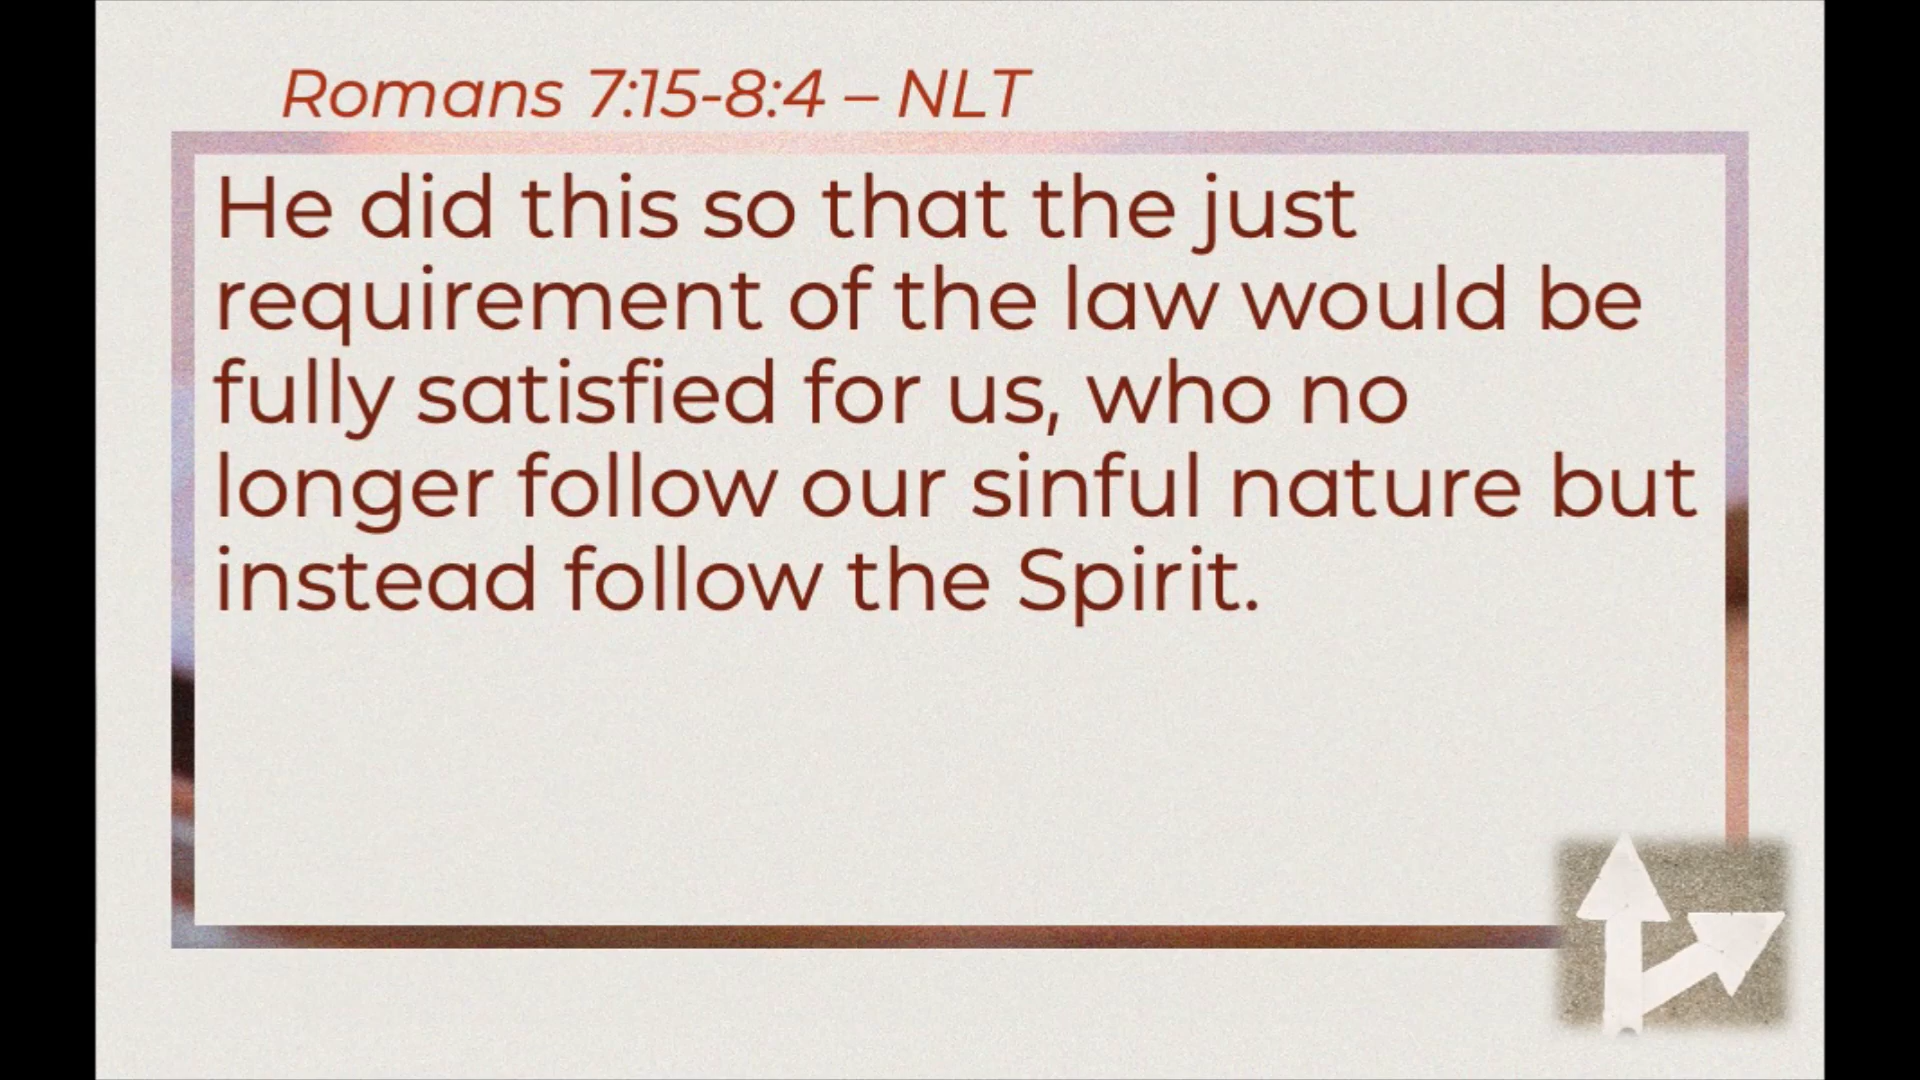 Romans 7:15-8:4 – NLT
He did this so that the just
requirement of the law would be
fully satisfied for us, who no
longer follow our sinful nature but
instead follow the Spirit.